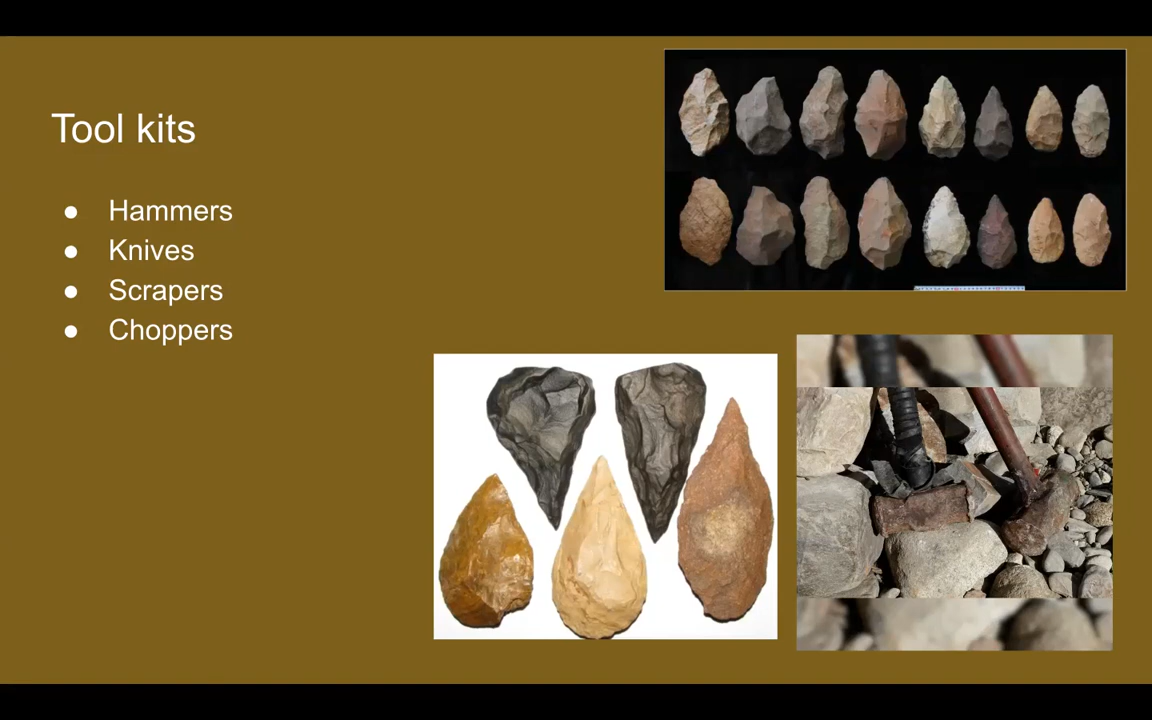 Tool kits
● Hammers
● Knives
● Scrapers
● Choppers